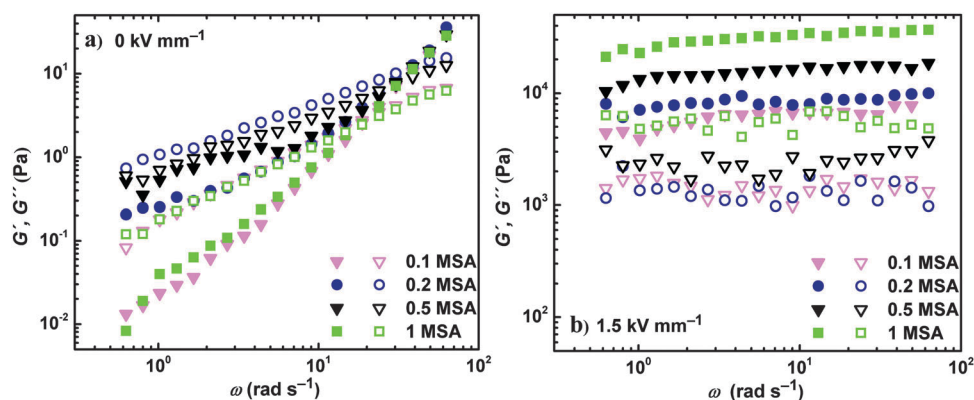 a) 0 kV mm⁻¹
G′, G″ (Pa)
10¹
10⁰
10⁻¹
10⁻²
10⁰ 10¹ 10²
ω (rad s⁻¹)
0.1 MSA
0.2 MSA
0.5 MSA
1 MSA
G′, G″ (Pa)
10⁴
10³
10²
10⁰ 10¹ 10²
ω (rad s⁻¹)
b) 1.5 kV mm⁻¹
0.1 MSA
0.2 MSA
0.5 MSA
1 MSA